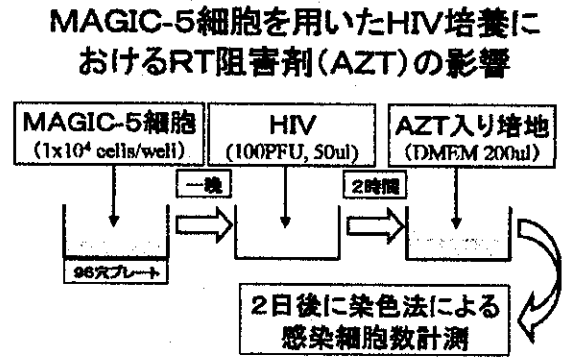 MAGIC-5細胞を用いたHIV培養に
おけるRT阻害剤（AZT）の影響
MAGIC-5細胞
（1x10⁴ cells/well）
HIV
(100PFU, 50ul)
AZT入り培地
（DMEM 200ul）
一晩
2時間
96穴プレート
2日後に染色法による
感染細胞数計測